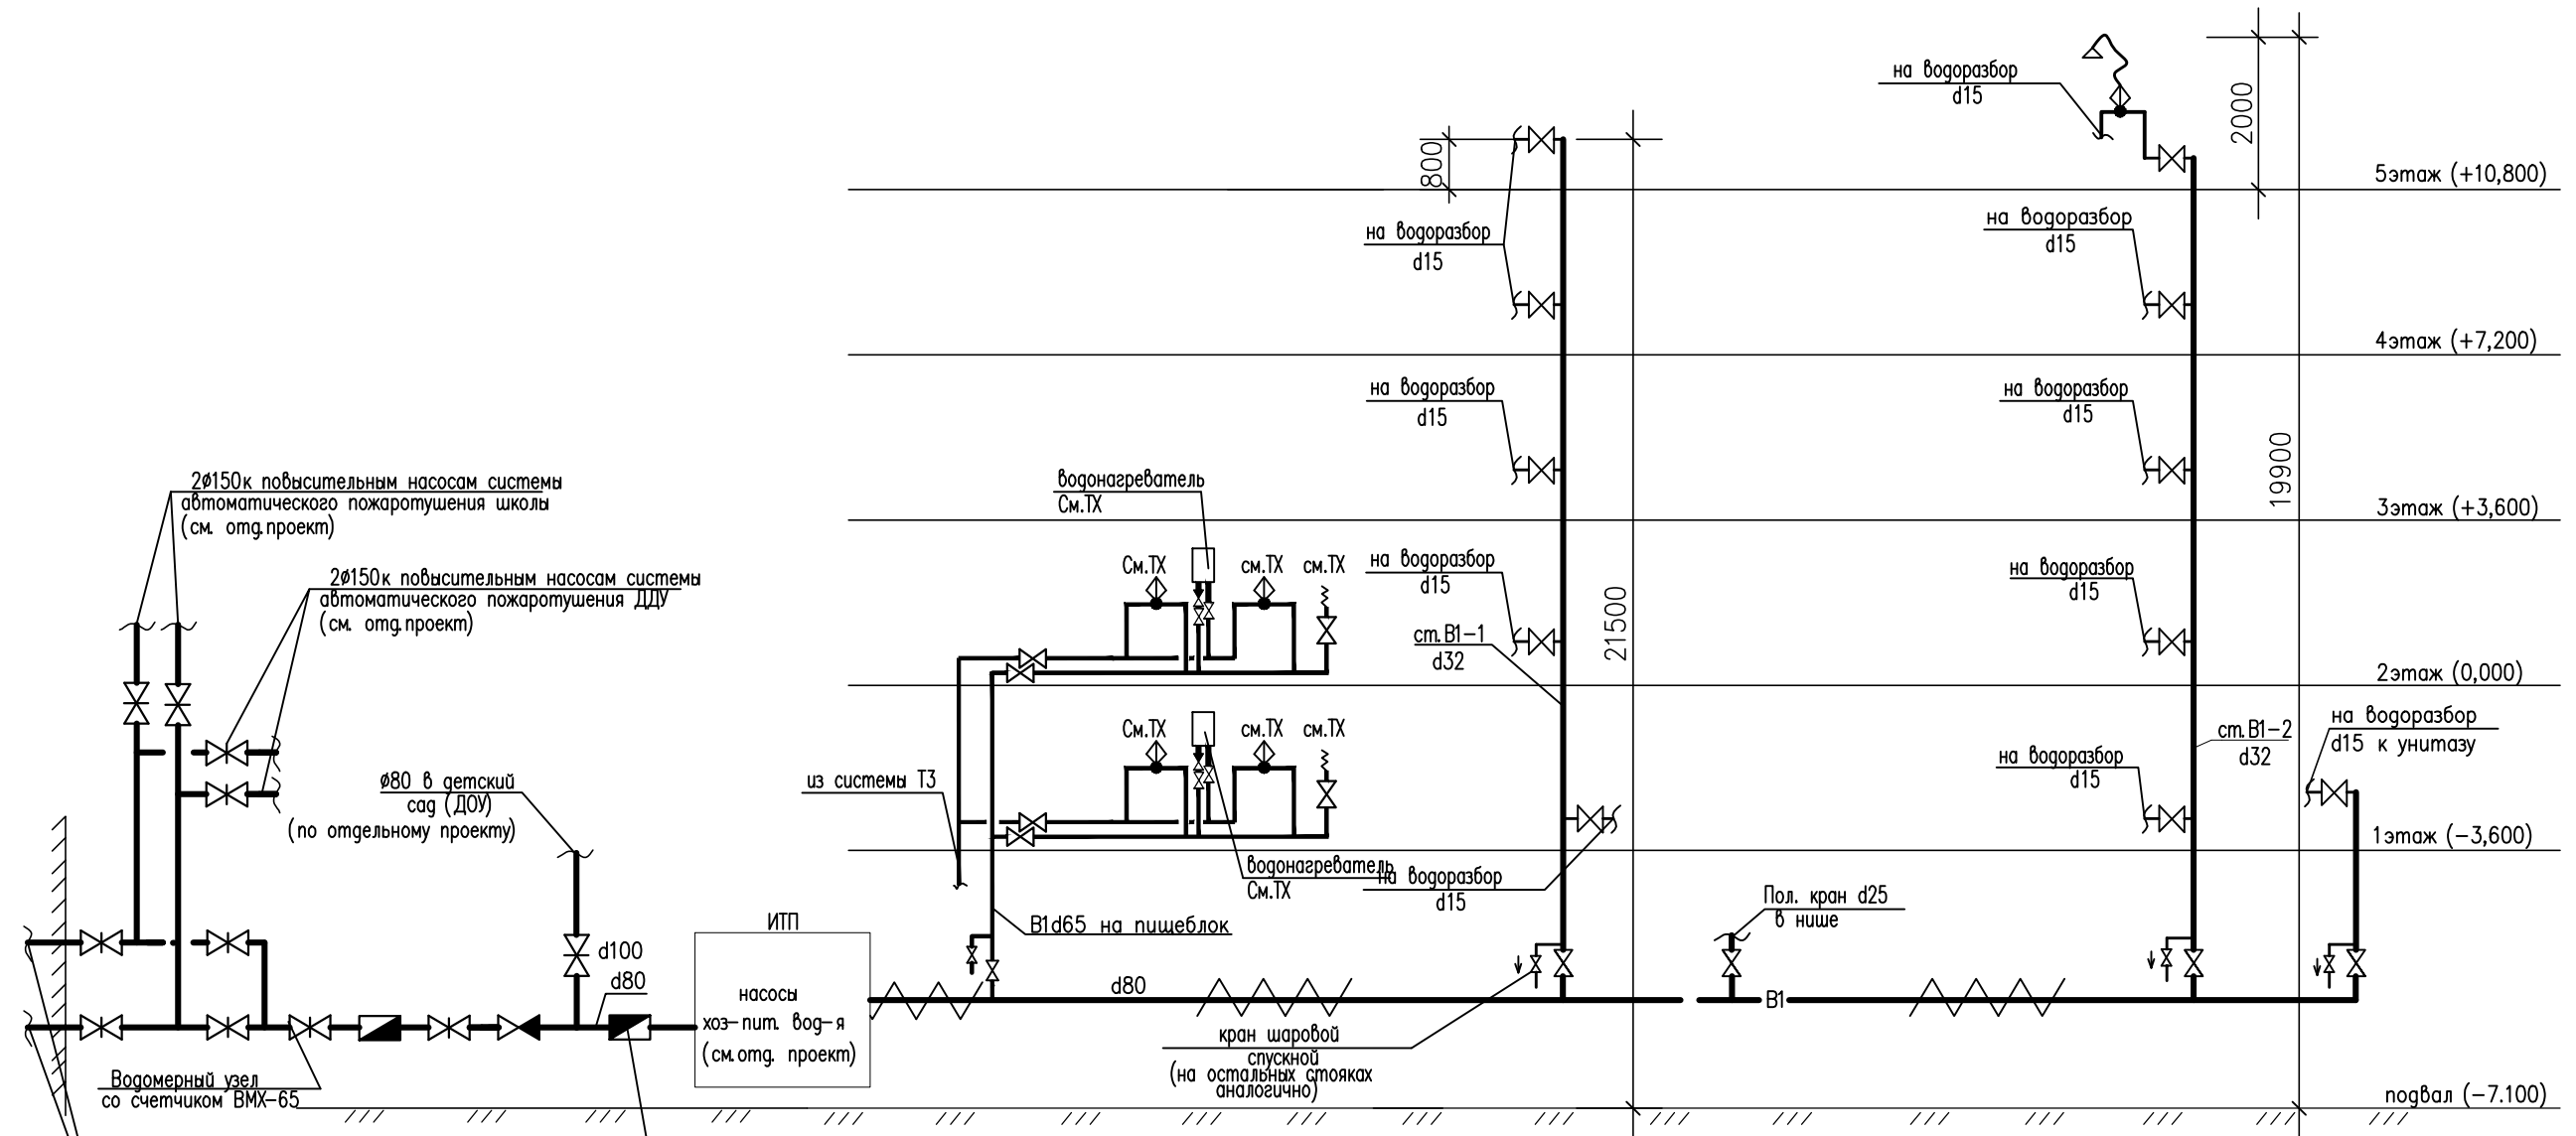 на водоразбор
d15
2000
800
5этаж (+10,800)
на водоразбор
d15
на водоразбор
d15
4этаж (+7,200)
на водоразбор
d15
на водоразбор
d15
19900
3этаж (+3,600)
2ø150к повысительным насосам системы
автоматического пожаротушения школы
(см. отд.проект)
водонагреватель
См.ТХ
2ø150к повысительным насосам системы
автоматического пожаротушения ДДУ
(см. отд.проект)
См.ТХ
см.ТХ
см.ТХ
на водоразбор
d15
на водоразбор
d15
21500
ст.В1-1
d32
2этаж (0,000)
См.ТХ
см.ТХ
см.ТХ
ст.В1-2
d32
на водоразбор
d15 к унитазу
на водоразбор
d15
ø80 в детский
сад (ДОУ)
(по отдельному проекту)
из системы Т3
1этаж (-3,600)
водонагреватель
См.ТХ
на водоразбор
d15
Пол. кран d25
в нише
В1d65 на пищеблок
ИТП
d100
d80
насосы
хоз-пит. вод-я
(см.отд. проект)
d80
В1
кран шаровой
спускной
(на остальных стояках
аналогично)
Водомерный узел
со счетчиком ВМХ-65
подвал (-7.100)